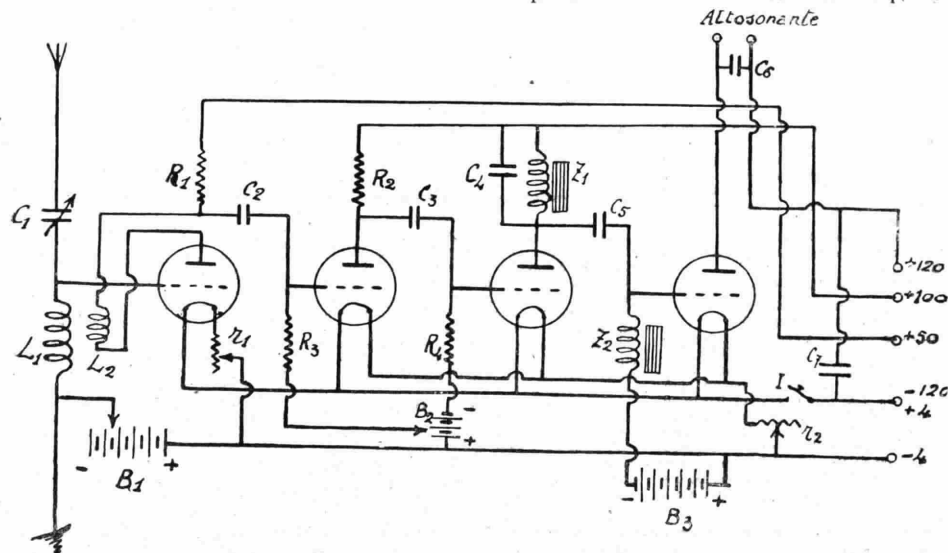 Altosonante
C6
R1
C2
R2
C3
C4
Z1
C5
C1
+120
+100
L1
L2
r1
R3
R4
Z2
+50
C7
I
-120
+4
B2
-
+
r2
-
B1
+
-
B3
+
-4